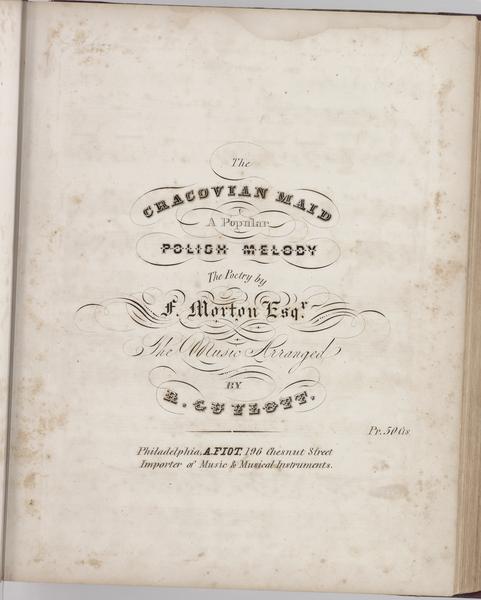 The
CRACOVIAN MAID
A Popular
POLISH MELODY
The Poetry by
F. Morton Esqr.
The Music Arranged
BY
R. GUYLOTT.
Pr. 50 Cts
Philadelphia, A. FIOT. 196 Chesnut Street
Importer of Music & Musical Instruments.